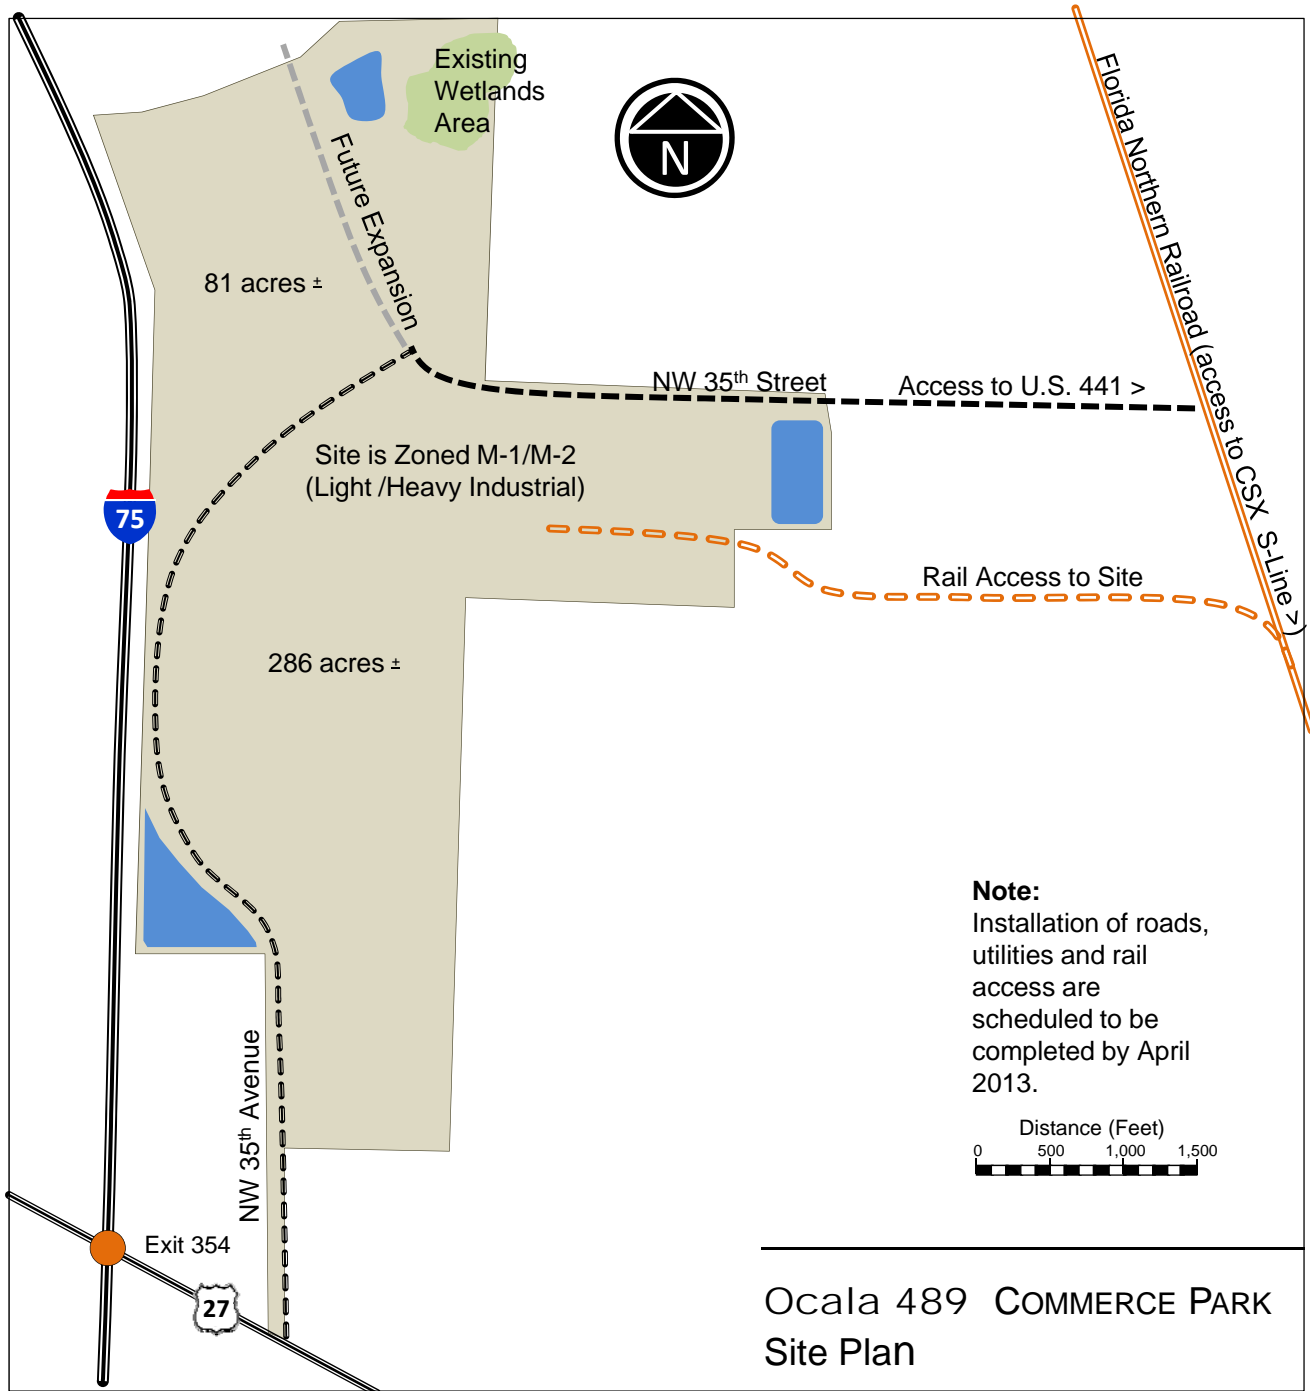 Existing
Wetlands
Area
N
Florida Northern Railroad (access to CSX S-Line >)
Future Expansion
81 acres ±
NW 35th Street
Access to U.S. 441 >
Site is Zoned M-1/M-2
(Light /Heavy Industrial)
75
Rail Access to Site
286 acres ±
Note:
Installation of roads,
utilities and rail
access are
scheduled to be
completed by April
2013.
NW 35th Avenue
Distance (Feet)
0 500 1,000 1,500
Exit 354
27
Ocala 489 COMMERCE PARK
Site Plan